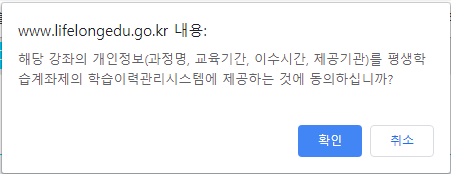 www.lifelongedu.go.kr 내용:
해당 강좌의 개인정보(과정명, 교육기간, 이수시간, 제공기관)를 평생학
습계좌제의 학습이력관리시스템에 제공하는 것에 동의하십니까?
확인 취소